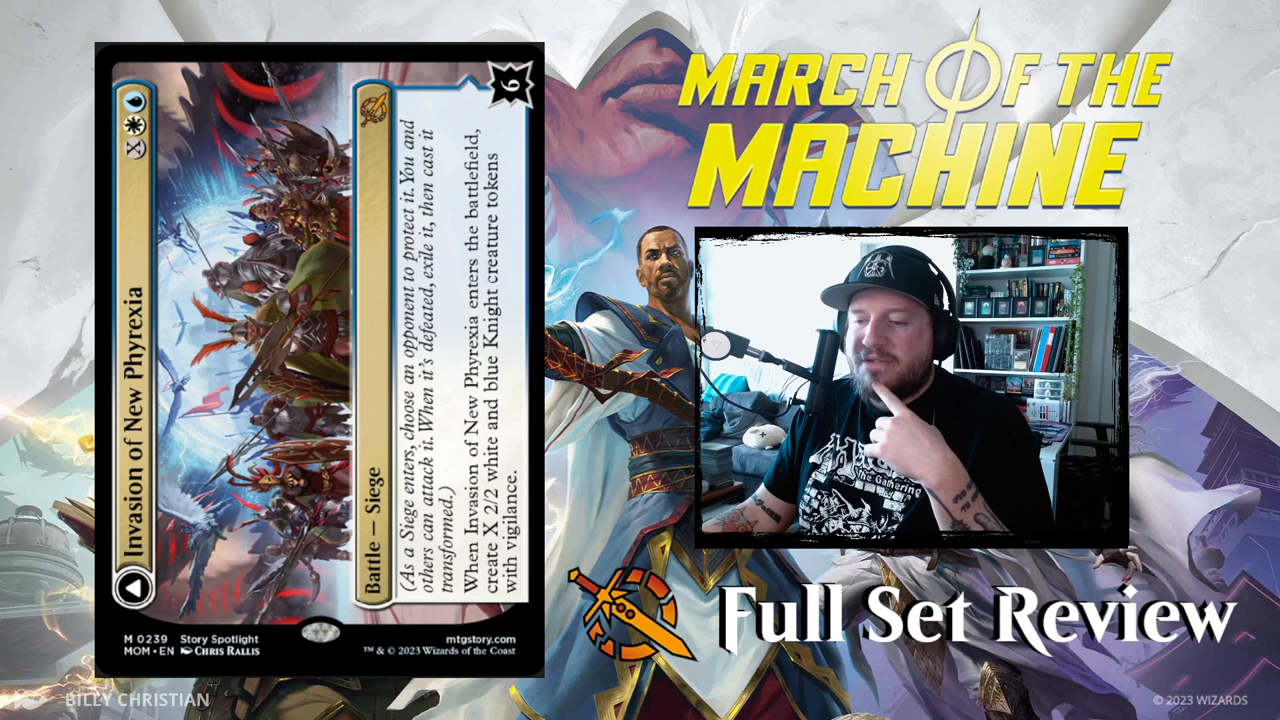 Invasion of New Phyrexia
X
Battle — Siege
6
(As a Siege enters, choose an opponent to protect it. You and
others can attack it. When it's defeated, exile it, then cast it
transformed.)
When Invasion of New Phyrexia enters the battlefield,
create X 2/2 white and blue Knight creature tokens
with vigilance.
M 0239 Story Spotlight
MOM • EN CHRIS RALLIS
mtgstory.com
™ & © 2023 Wizards of the Coast
MARCH OF THE
MACHINE
The Gathering
Full Set Review
BILLY CHRISTIAN
© 2023 WIZARDS